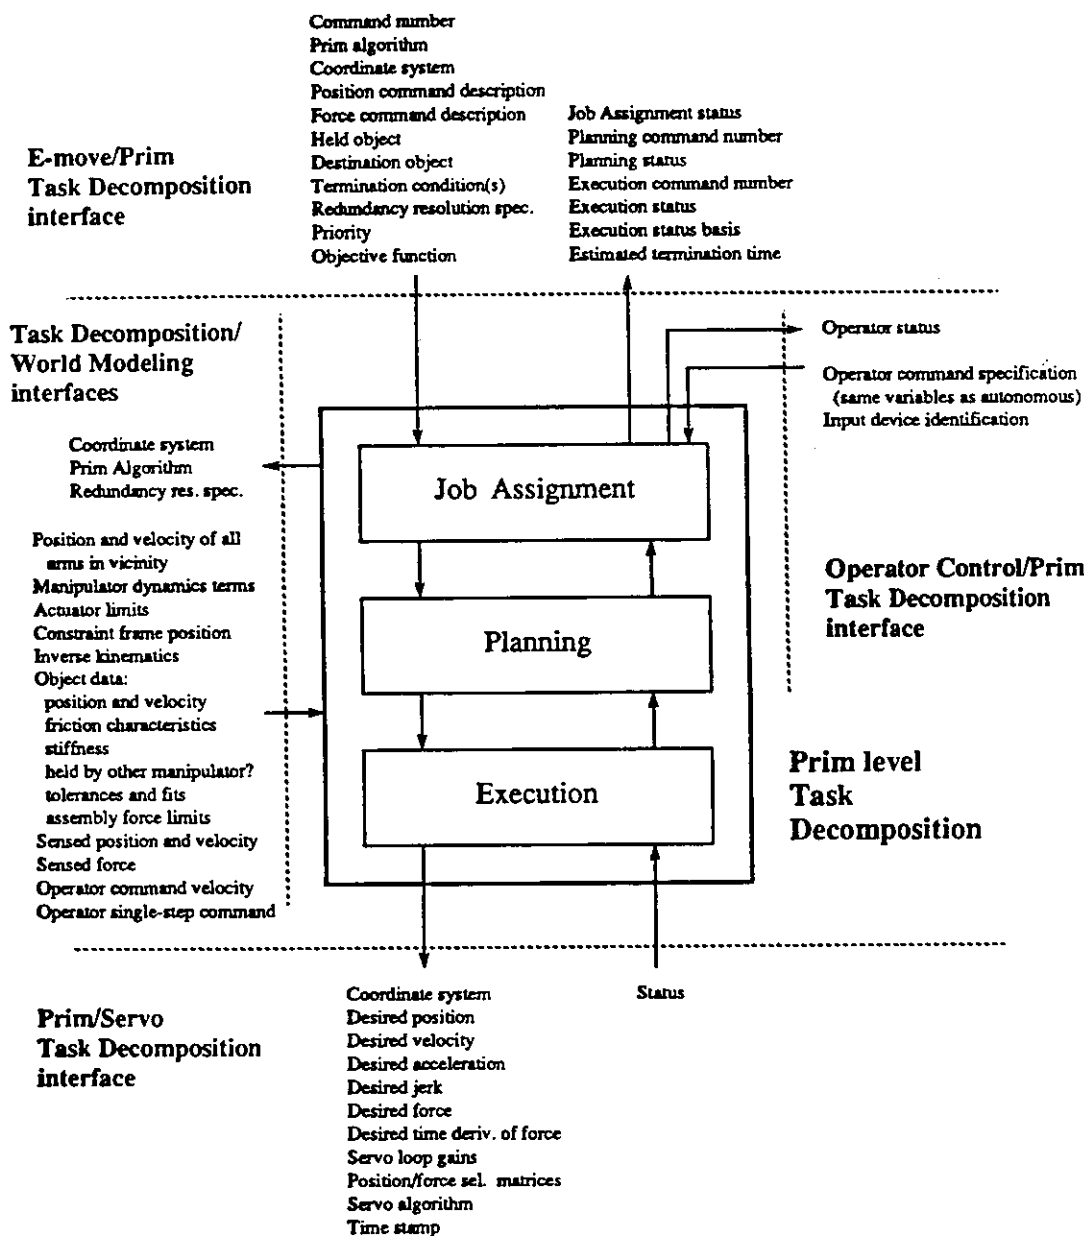 Command number
Prim algorithm
Coordinate system
Position command description
Force command description
Held object
Destination object
Termination condition(s)
Redundancy resolution spec.
Priority
Objective function
Job Assignment status
Planning command number
Planning status
Execution command number
Execution status
Execution status basis
Estimated termination time
E-move/Prim
Task Decomposition
interface
Task Decomposition/
World Modeling
interfaces
Operator status
Operator command specification
(same variables as autonomous)
Input device identification
Coordinate system
Prim Algorithm
Redundancy res. spec.
Job Assignment
Position and velocity of all
arms in vicinity
Manipulator dynamics terms
Actuator limits
Constraint frame position
Inverse kinematics
Object data:
position and velocity
friction characteristics
stiffness
held by other manipulator?
tolerances and fits
assembly force limits
Sensed position and velocity
Sensed force
Operator command velocity
Operator single-step command
Planning
Execution
Operator Control/Prim
Task Decomposition
interface
Prim level
Task
Decomposition
Prim/Servo
Task Decomposition
interface
Coordinate system
Desired position
Desired velocity
Desired acceleration
Desired jerk
Desired force
Desired time deriv. of force
Servo loop gains
Position/force sel. matrices
Servo algorithm
Time stamp
Status